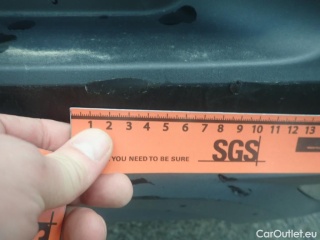 1 2 3 4 5 6 7 8 9 10 11 12 13
YOU NEED TO BE SURE SGS
CarOutlet.eu